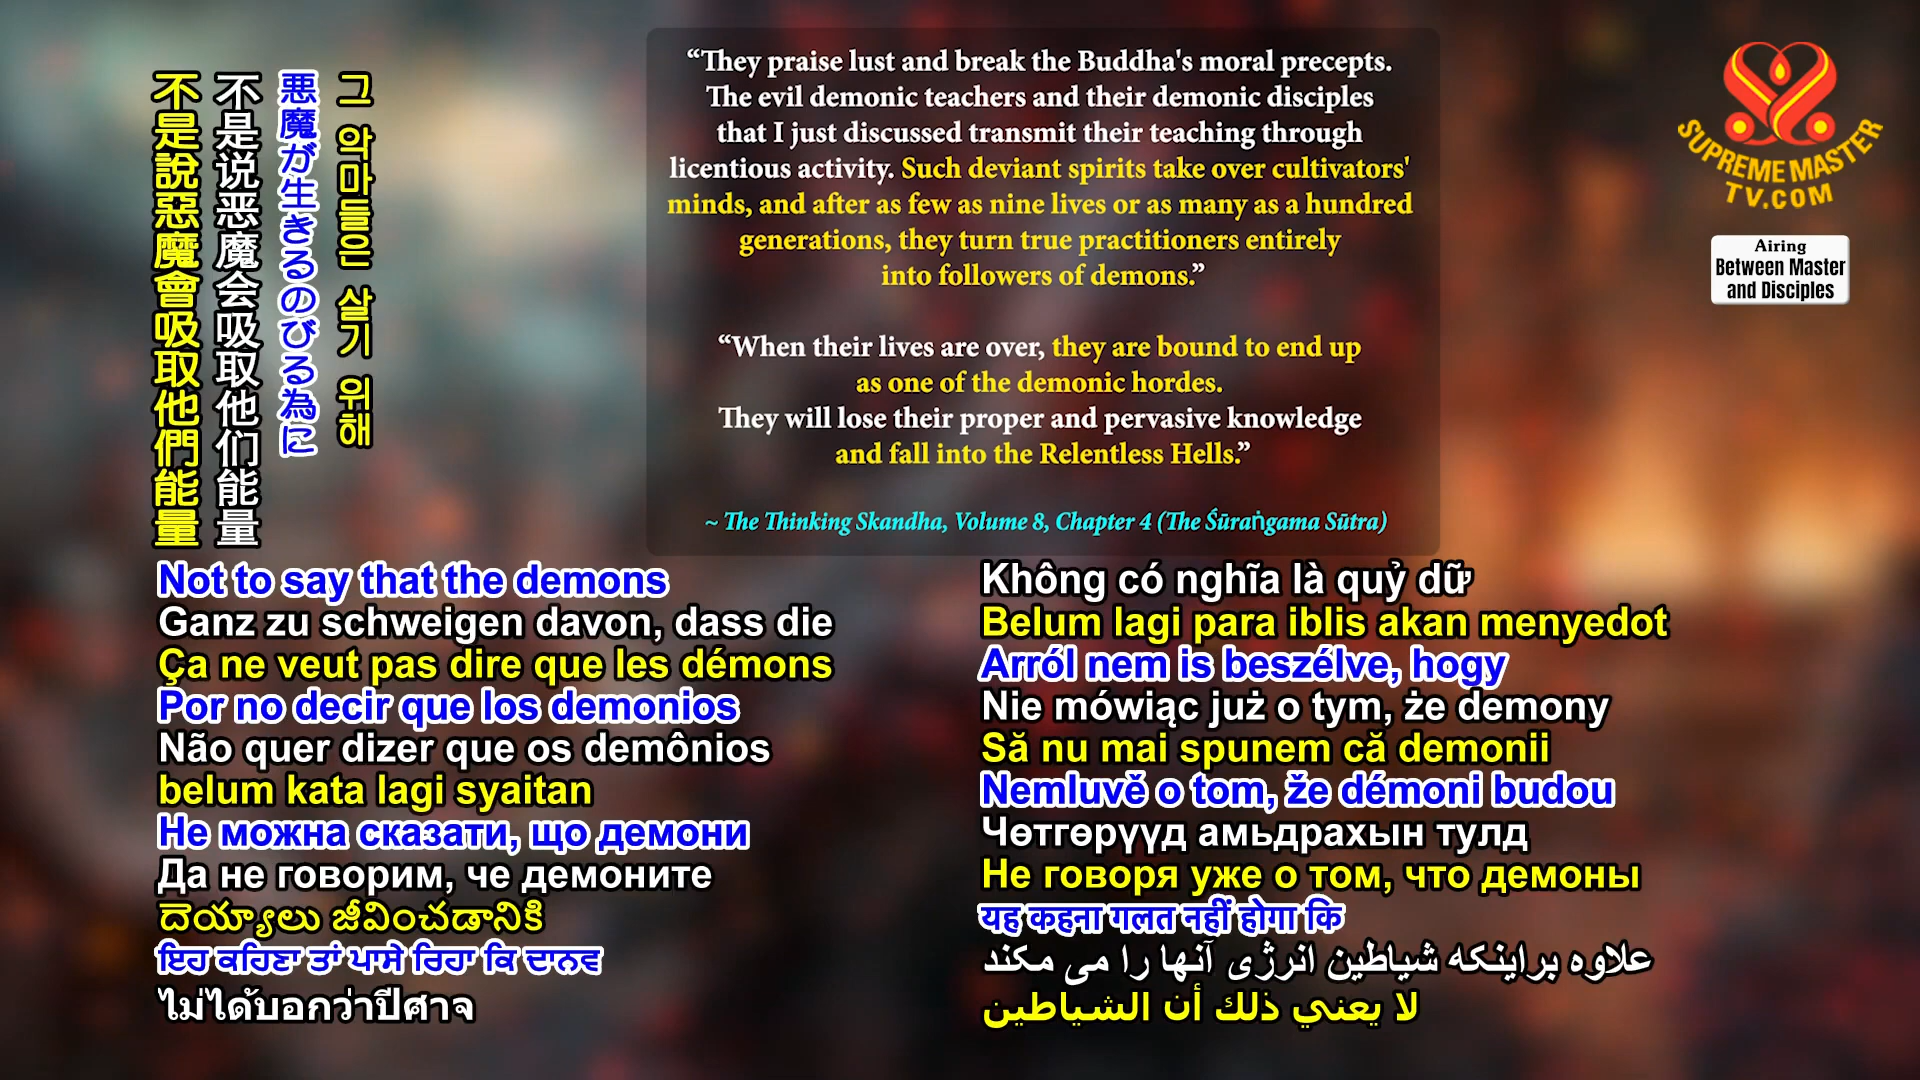 “They praise lust and break the Buddha's moral precepts.
The evil demonic teachers and their demonic disciples
that I just discussed transmit their teaching through
licentious activity. Such deviant spirits take over cultivators'
minds, and after as few as nine lives or as many as a hundred
generations, they turn true practitioners entirely
into followers of demons.”
“When their lives are over, they are bound to end up
as one of the demonic hordes.
They will lose their proper and pervasive knowledge
and fall into the Relentless Hells.”
~ The Thinking Skandha, Volume 8, Chapter 4 (The Śūraṅgama Sūtra)
SUPREME MASTER
TV.COM
Airing
Between Master
and Disciples
그 악마들은 살기 위해
悪魔が生きるのびる為に
不是说恶魔会吸取他们能量
不是說惡魔會吸取他們能量
Not to say that the demons
Ganz zu schweigen davon, dass die
Ça ne veut pas dire que les démons
Por no decir que los demonios
Não quer dizer que os demônios
belum kata lagi syaitan
Не можна сказати, що демони
Да не говорим, че демоните
దెయ్యాలు జీవించడానికి
ਇਹ ਕਹਿਣਾ ਤਾਂ ਪਾਸੇ ਰਿਹਾ ਕਿ ਦਾਨਵ
ไม่ได้บอกว่าปีศาจ
Không có nghĩa là quỷ dữ
Belum lagi para iblis akan menyedot
Arról nem is beszélve, hogy
Nie mówiąc już o tym, że demony
Să nu mai spunem că demonii
Nemluvě o tom, že démoni budou
Чөтгөрүүд амьдрахын тулд
Не говоря уже о том, что демоны
यह कहना गलत नहीं होगा कि
علاوه براینکه شیاطین انرژی آنها را می مکند
لا يعني ذلك أن الشياطين